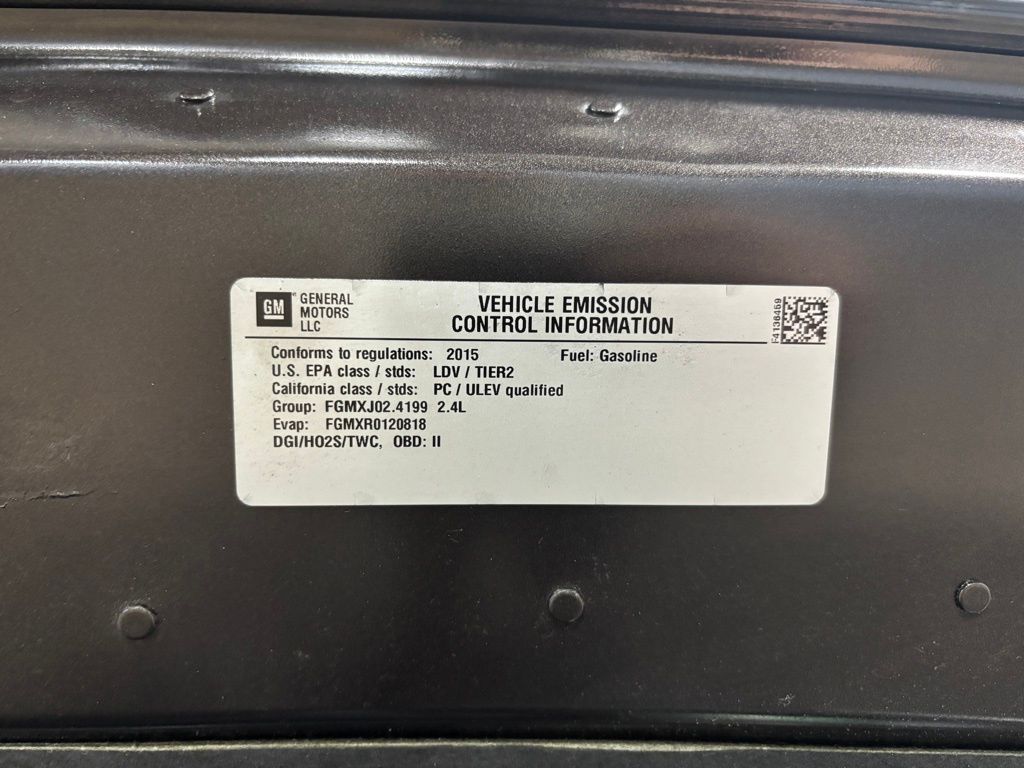 GM
GENERAL
MOTORS
LLC
VEHICLE EMISSION
CONTROL INFORMATION
F4136459
Conforms to regulations: 2015 Fuel: Gasoline
U.S. EPA class / stds: LDV / TIER2
California class / stds: PC / ULEV qualified
Group: FGMXJ02.4199 2.4L
Evap: FGMXR0120818
DGI/HO2S/TWC, OBD: II